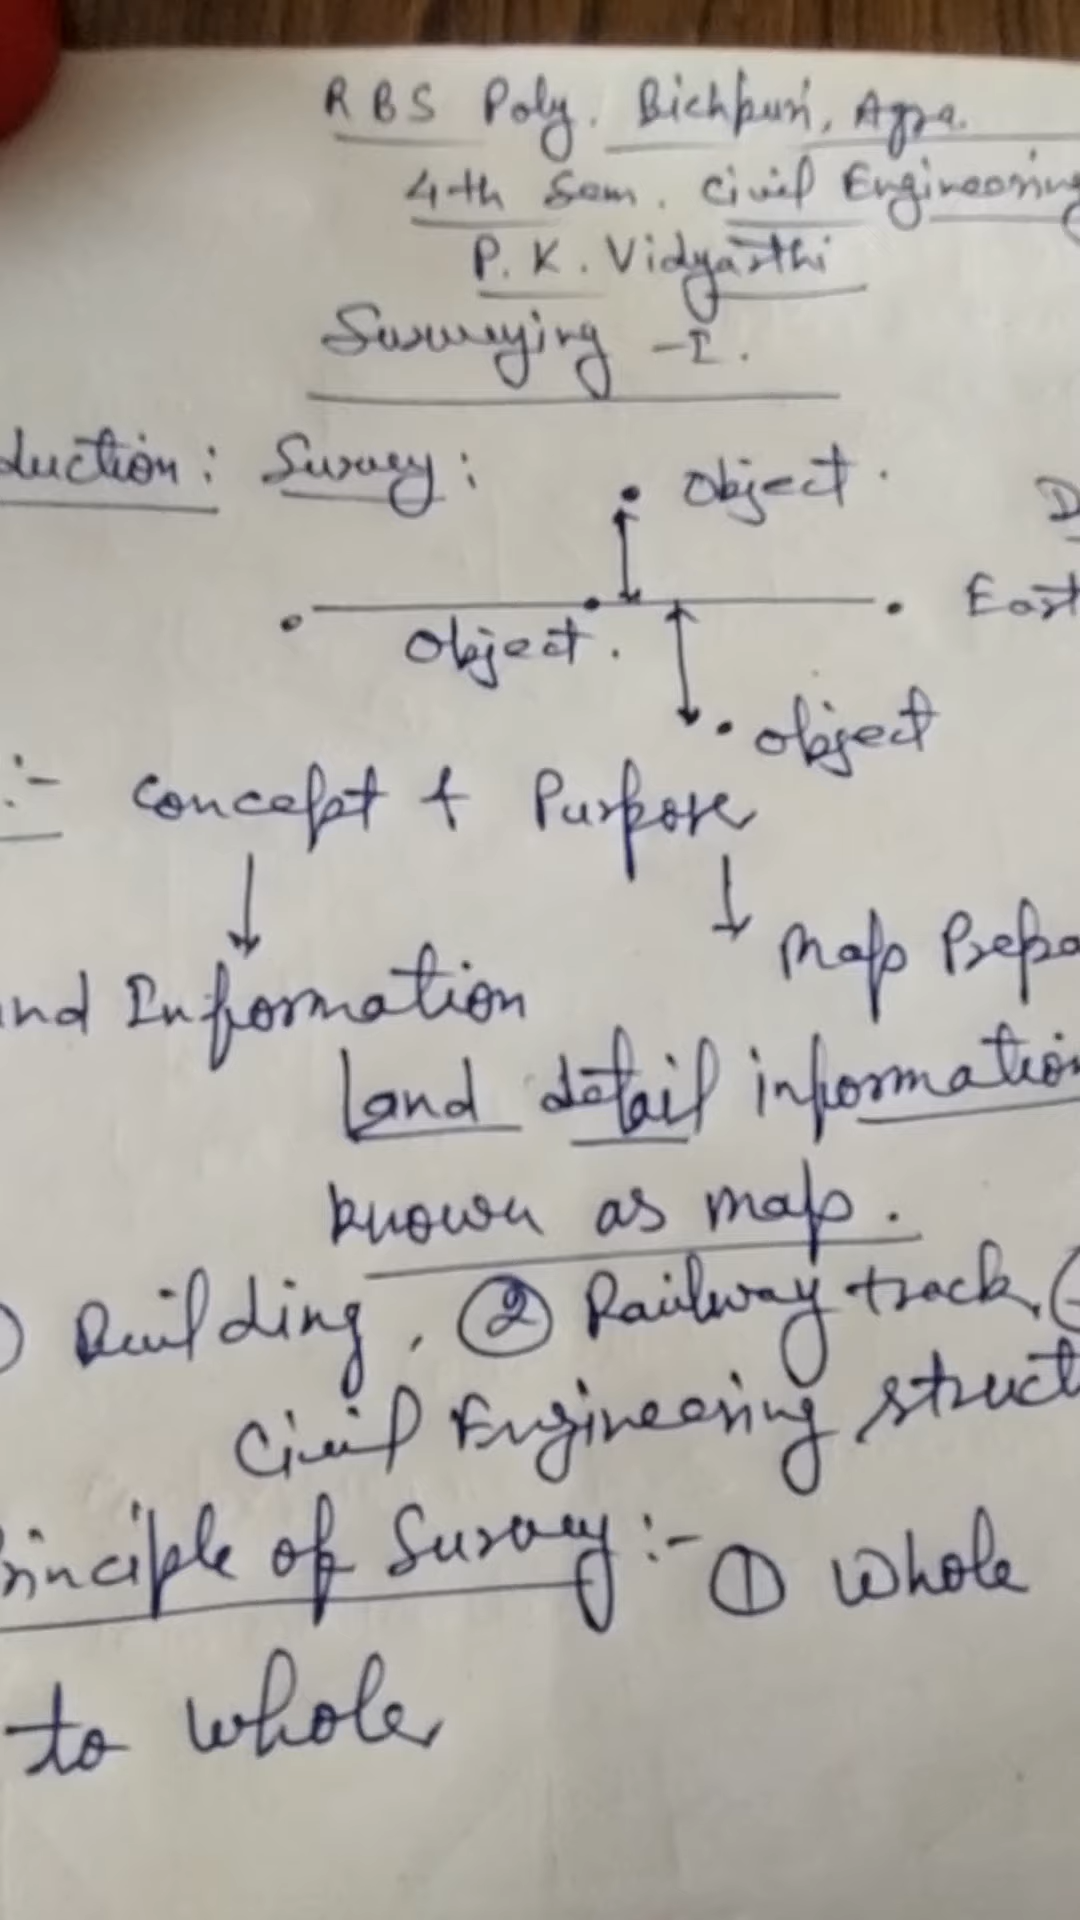 RBS Poly. Bichpuri, Agra.
4th Sem. Civil Engineering
P. K. Vidyarthi
Surveying -I.
duction: Survey:
Object.
D
East
Object.
object
:- Concept & Purpose
Map Prepa
nd Information
Land detail information
known as map.
Building, ② Railway track,
Civil Engineering struct
rinciple of Survey:- ① Whole
to whole